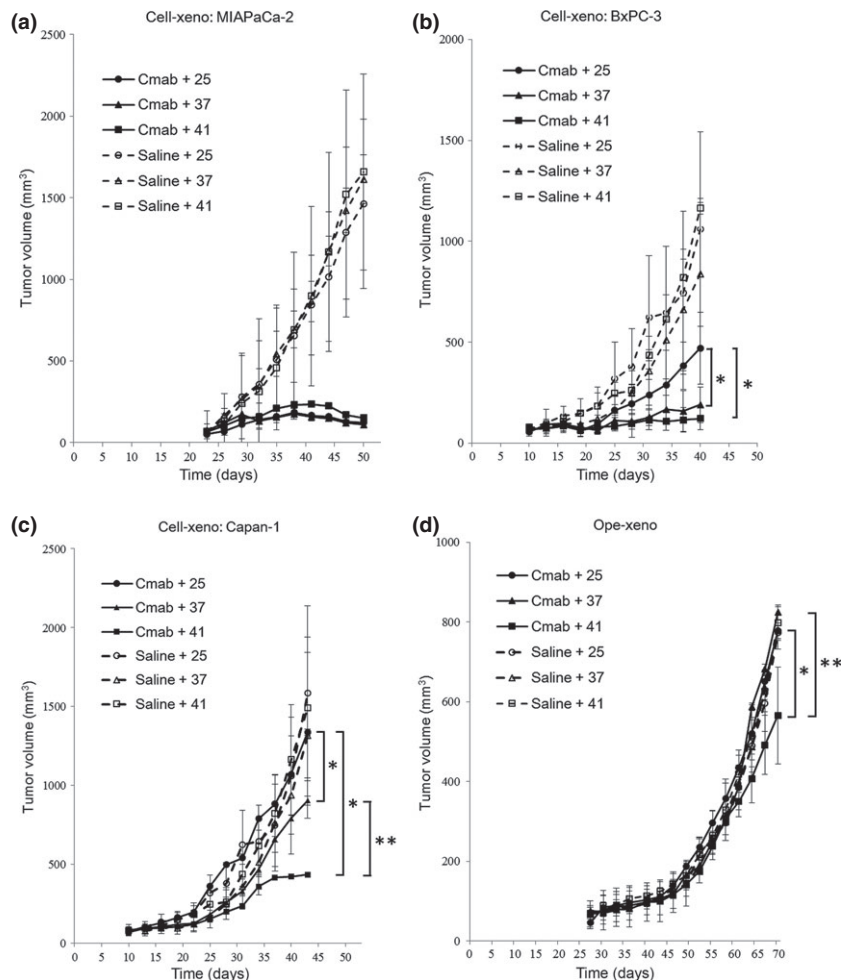 (a)
Cell-xeno: MIAPaCa-2
2500
2000
1500
1000
500
0
Tumor volume (mm³)
Cmab + 25
Cmab + 37
Cmab + 41
Saline + 25
Saline + 37
Saline + 41
0 5 10 15 20 25 30 35 40 45 50
Time (days)
(b)
Cell-xeno: BxPC-3
2000
1500
1000
500
0
Tumor volume (mm³)
Cmab + 25
Cmab + 37
Cmab + 41
Saline + 25
Saline + 37
Saline + 41
*
*
0 5 10 15 20 25 30 35 40 45 50
Time (days)
(c)
Cell-xeno: Capan-1
2500
2000
1500
1000
500
0
Tumor volume (mm³)
Cmab + 25
Cmab + 37
Cmab + 41
Saline + 25
Saline + 37
Saline + 41
*
*
**
0 5 10 15 20 25 30 35 40 45 50
Time (days)
(d)
Ope-xeno
1000
800
600
400
200
0
Tumor volume (mm³)
Cmab + 25
Cmab + 37
Cmab + 41
Saline + 25
Saline + 37
Saline + 41
*
**
0 5 10 15 20 25 30 35 40 45 50 55 60 65 70
Time (days)